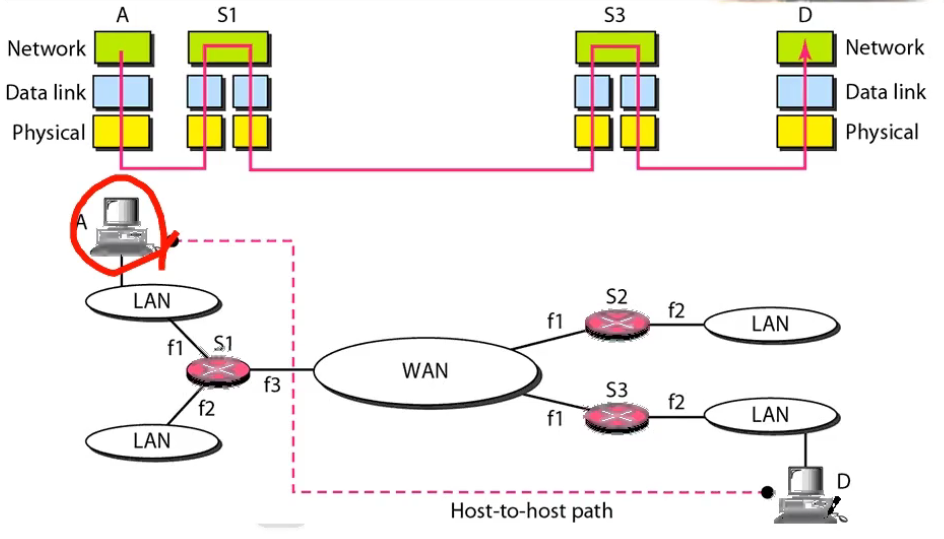 A S1 S3 D
Network Network
Data link Data link
Physical Physical
A
LAN
S2
f1 f2 LAN
f1 S1
WAN
f3
S3
f2
f1 f2 LAN
LAN
D
Host-to-host path